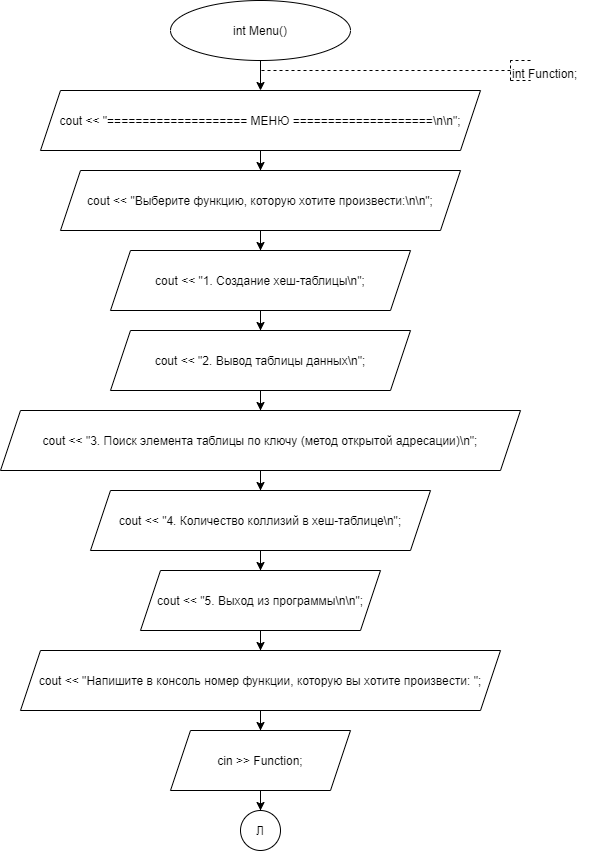 int Menu()
int Function;
cout << "==================== МЕНЮ ====================\n\n";
cout << "Выберите функцию, которую хотите произвести:\n\n";
cout << "1. Создание хеш-таблицы\n";
cout << "2. Вывод таблицы данных\n";
cout << "3. Поиск элемента таблицы по ключу (метод открытой адресации)\n";
cout << "4. Количество коллизий в хеш-таблице\n";
cout << "5. Выход из программы\n\n";
cout << "Напишите в консоль номер функции, которую вы хотите произвести: ";
cin >> Function;
Л